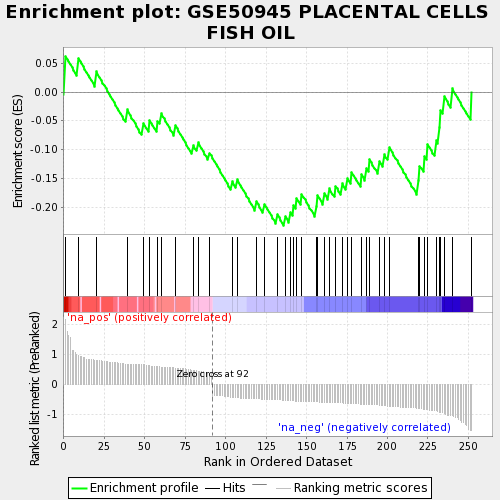 Enrichment plot: GSE50945 PLACENTAL CELLS
FISH OIL
Enrichment score (ES)
0.05
0.00
-0.05
-0.10
-0.15
-0.20
'na_pos' (positively correlated)
Ranked list metric (PreRanked)
2
1
0
-1
Zero cross at 92
'na_neg' (negatively correlated)
0 25 50 75 100 125 150 175 200 225 250
Rank in Ordered Dataset
Enrichment profile Hits Ranking metric scores